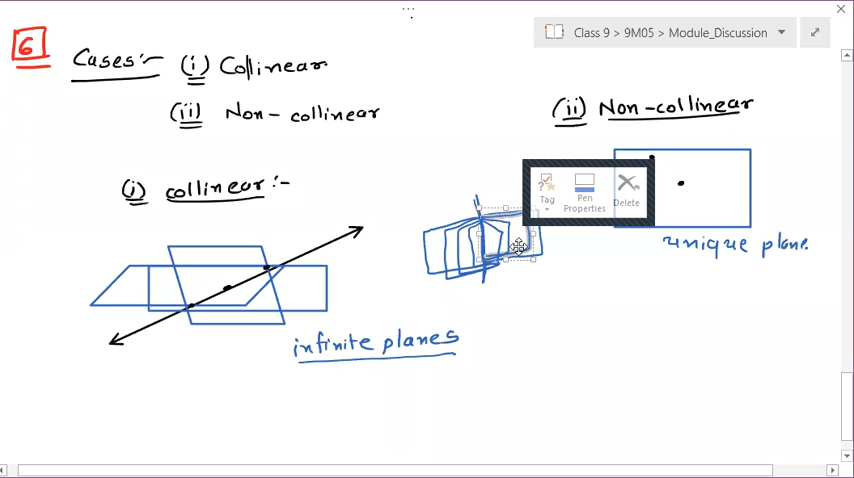 Class 9 > 9M05 > Module_Discussion
6
Cases:- (i) Collinear
(ii) Non-collinear
(ii) Non-collinear
(i) collinear:-
Tag
Pen Properties
Delete
unique plane.
infinite planes